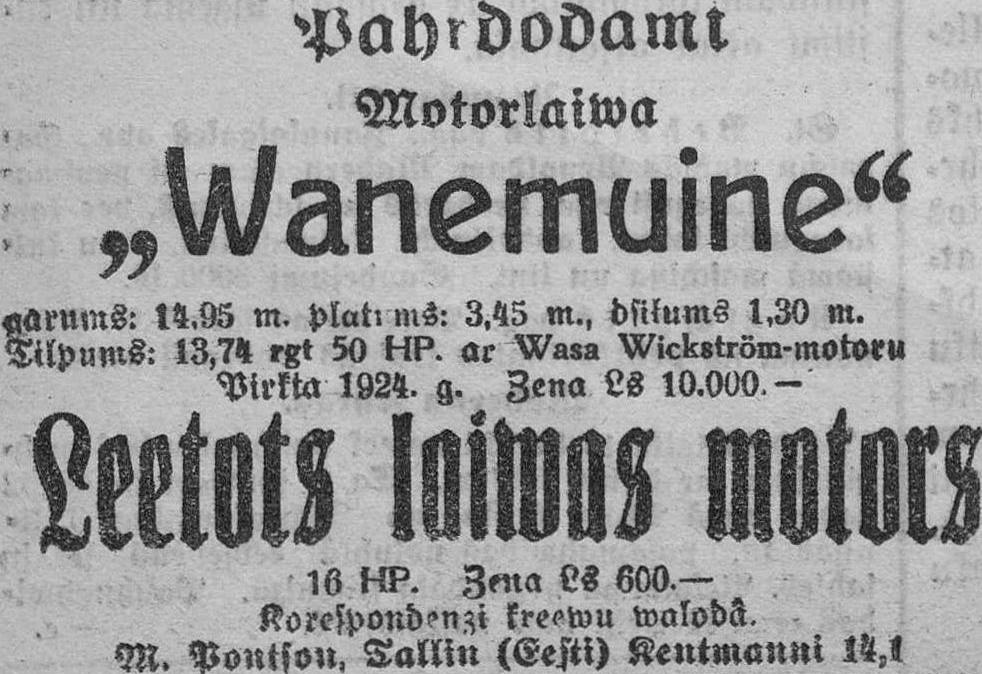 Pahrdodami
Motorlaiwa
„Wanemuine“
garums: 14,95 m. platums: 3,45 m., dsiłums 1,30 m.
Tilpums: 13,74 rgt 50 HP. ar Wasa Wickström-motoru
Pirkta 1924. g. Zena Ls 10.000.—
Leetots laiwas motors
16 HP. Zena Ls 600.—
Korespondenzi kreewu walodâ.
M. Pontson, Tallin (Eesti) Kentmanni 14,1